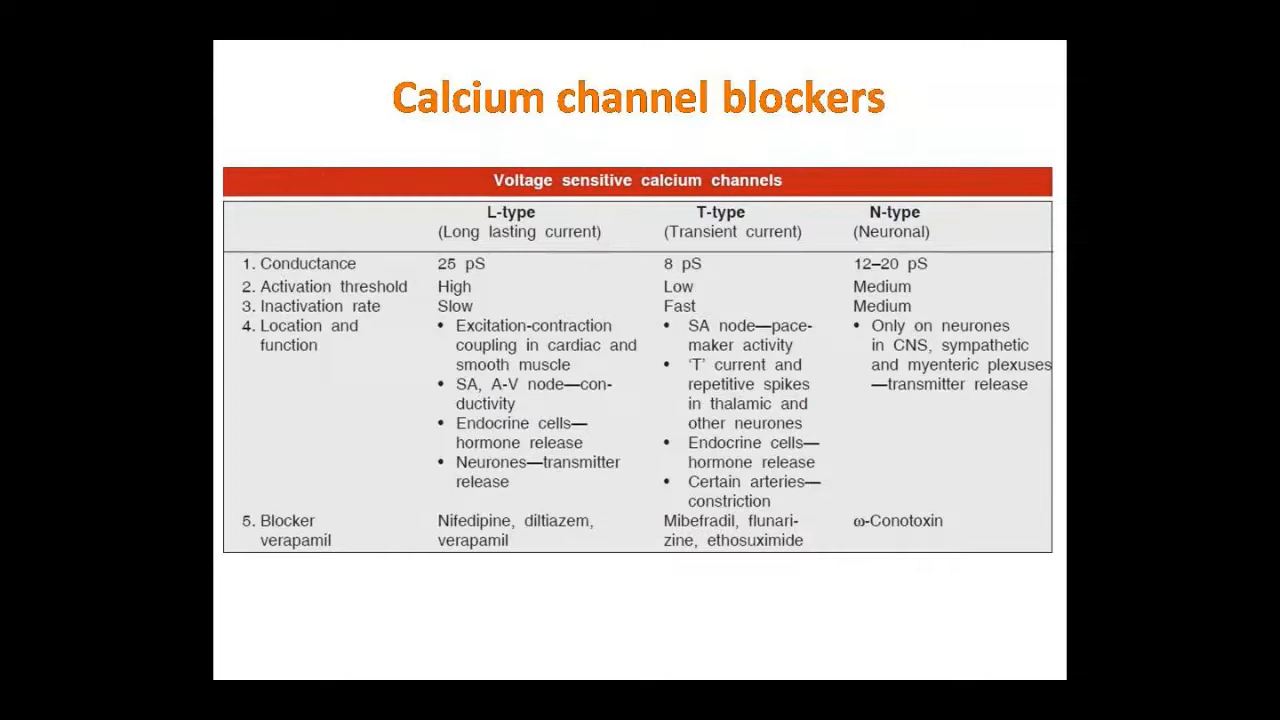 Calcium channel blockers
Voltage sensitive calcium channels
L-type T-type N-type
(Long lasting current) (Transient current) (Neuronal)
1. Conductance 25 pS 8 pS 12–20 pS
2. Activation threshold High Low Medium
3. Inactivation rate Slow Fast Medium
4. Location and • Excitation-contraction • SA node—pace- • Only on neurones
function coupling in cardiac and maker activity in CNS, sympathetic
smooth muscle • ‘T’ current and and myenteric plexuses
• SA, A-V node—con- repetitive spikes —transmitter release
ductivity in thalamic and
• Endocrine cells— other neurones
hormone release • Endocrine cells—
• Neurones—transmitter hormone release
release • Certain arteries—
constriction
5. Blocker Nifedipine, diltiazem, Mibefradil, flunari- ω-Conotoxin
verapamil verapamil zine, ethosuximide